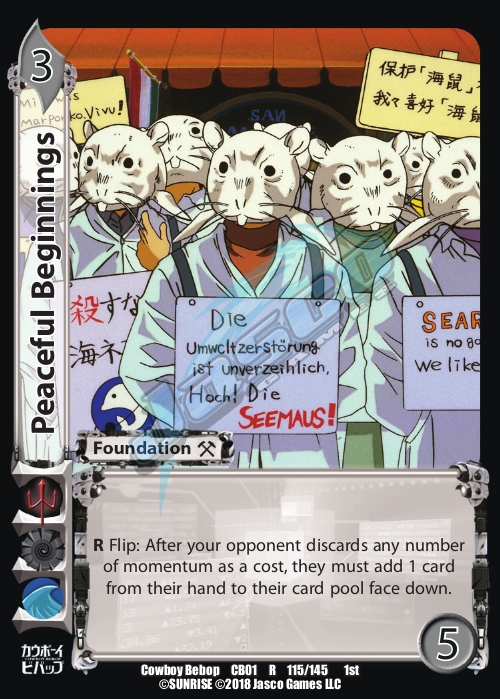 3
Peaceful Beginnings
Vivu!
保护「海鼠」
我々喜好「海鼠
殺すな
海ネ
Die
Umweltzerstörung
ist unverzeihlich,
Hoch! Die
SEEMAUS!
SEAR
is no go
We like
Foundation
R Flip: After your opponent discards any number
of momentum as a cost, they must add 1 card
from their hand to their card pool face down.
5
カウボーイ
ビバップ
Cowboy Bebop CB01 R 115/145 1st
©SUNRISE ©2018 Jasco Games LLC